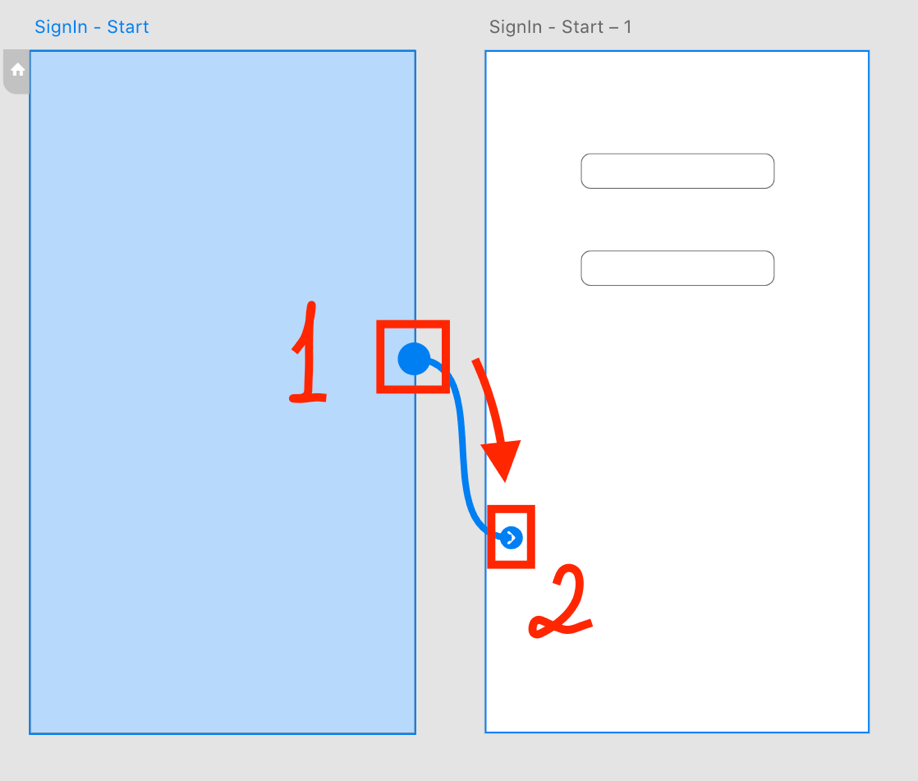 SignIn - Start
SignIn - Start – 1
1
2